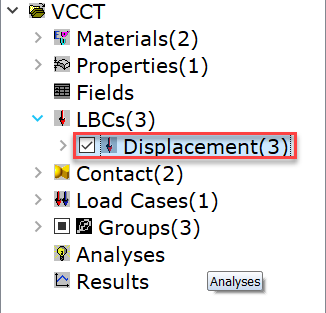 VCCT
Materials(2)
Properties(1)
Fields
LBCs(3)
Displacement(3)
Contact(2)
Load Cases(1)
Groups(3)
Analyses
Results Analyses